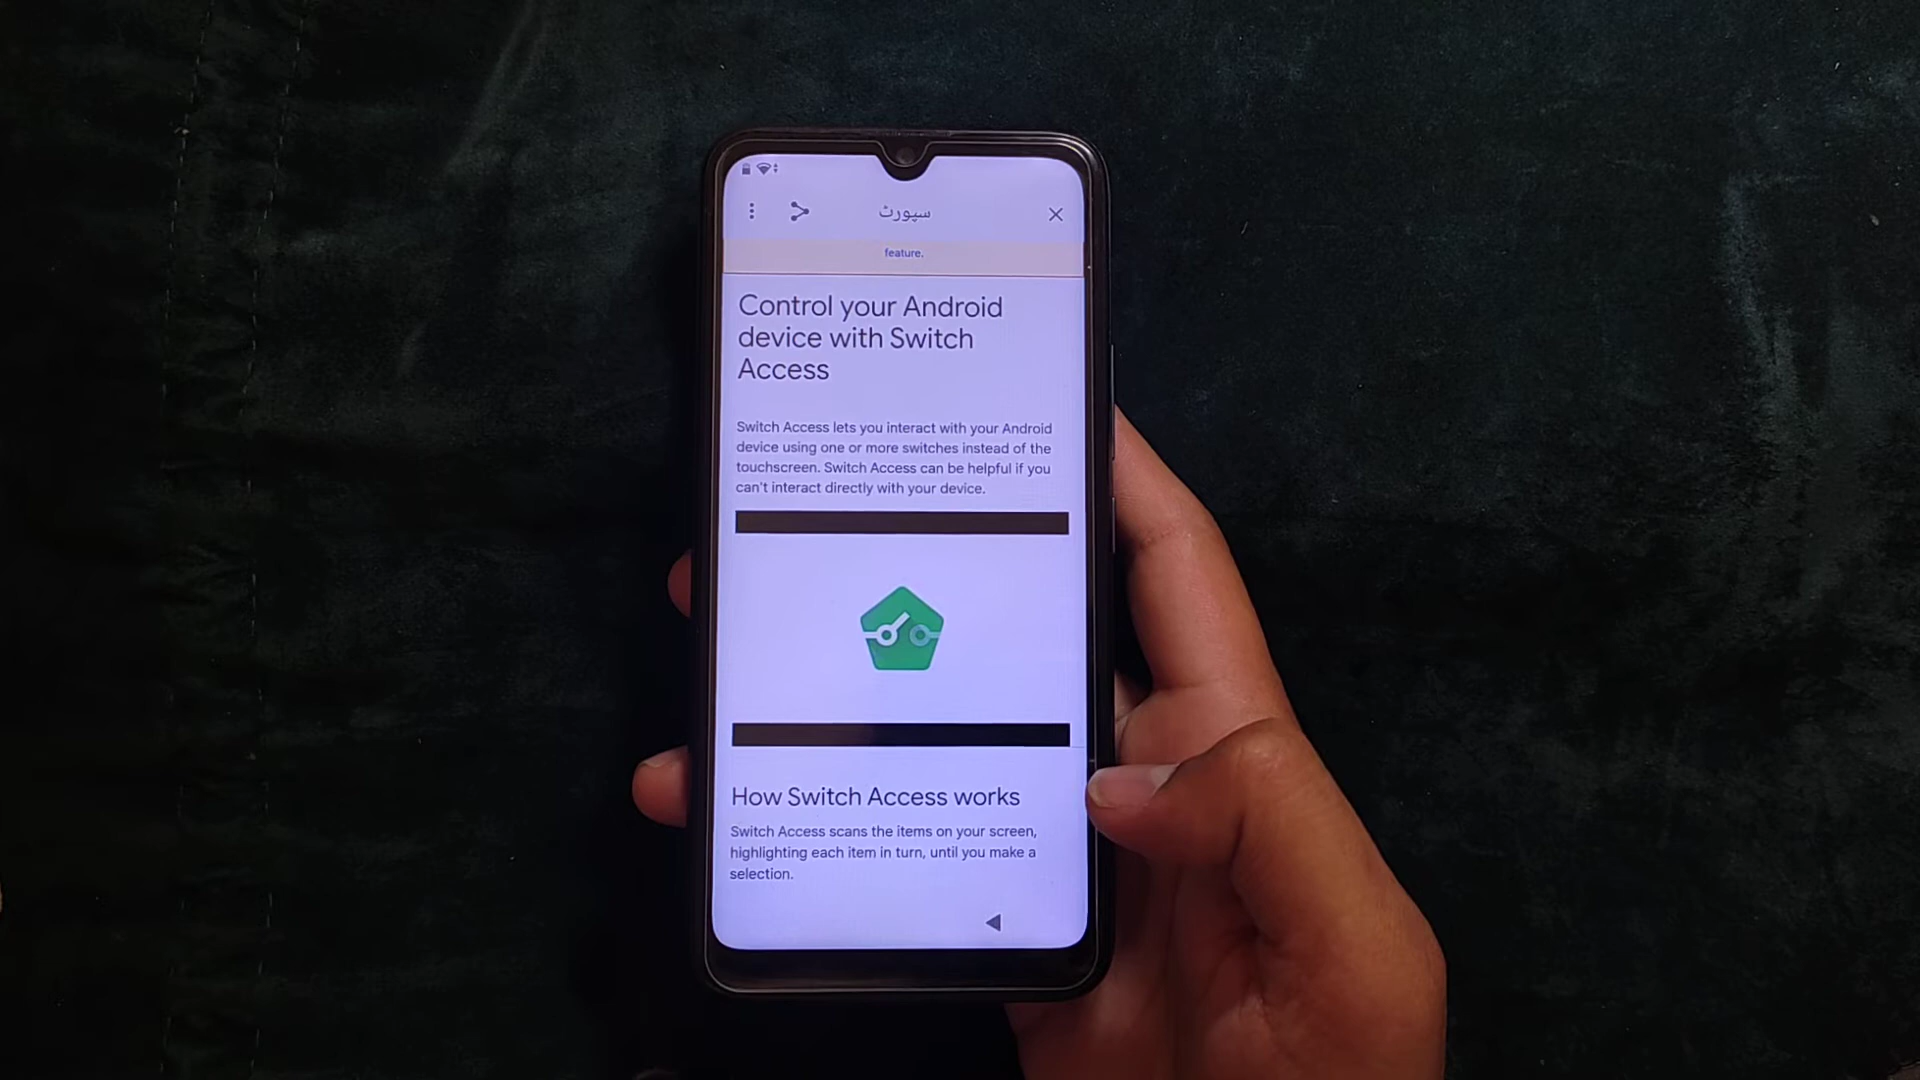 سپورٹ
feature.
Control your Android
device with Switch
Access
Switch Access lets you interact with your Android
device using one or more switches instead of the
touchscreen. Switch Access can be helpful if you
can't interact directly with your device.
How Switch Access works
Switch Access scans the items on your screen,
highlighting each item in turn, until you make a
selection.